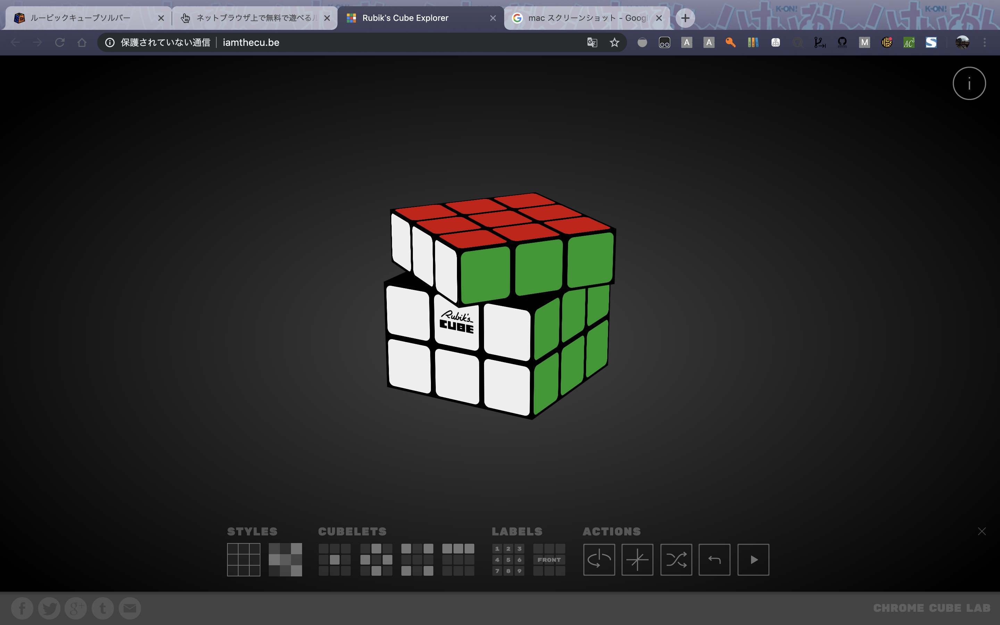 ルービックキューブソルバー
ネットブラウザ上で無料で遊べるル
Rubik's Cube Explorer
mac スクリーンショット - Googl
K-ON!
K-ON!
保護されていない通信
iamthecu.be
A
A
M
AC
i
Rubik's
CUBE
STYLES
CUBELETS
LABELS
ACTIONS
1 2 3
4 5 6
7 8 9
FRONT
CHROME CUBE LAB